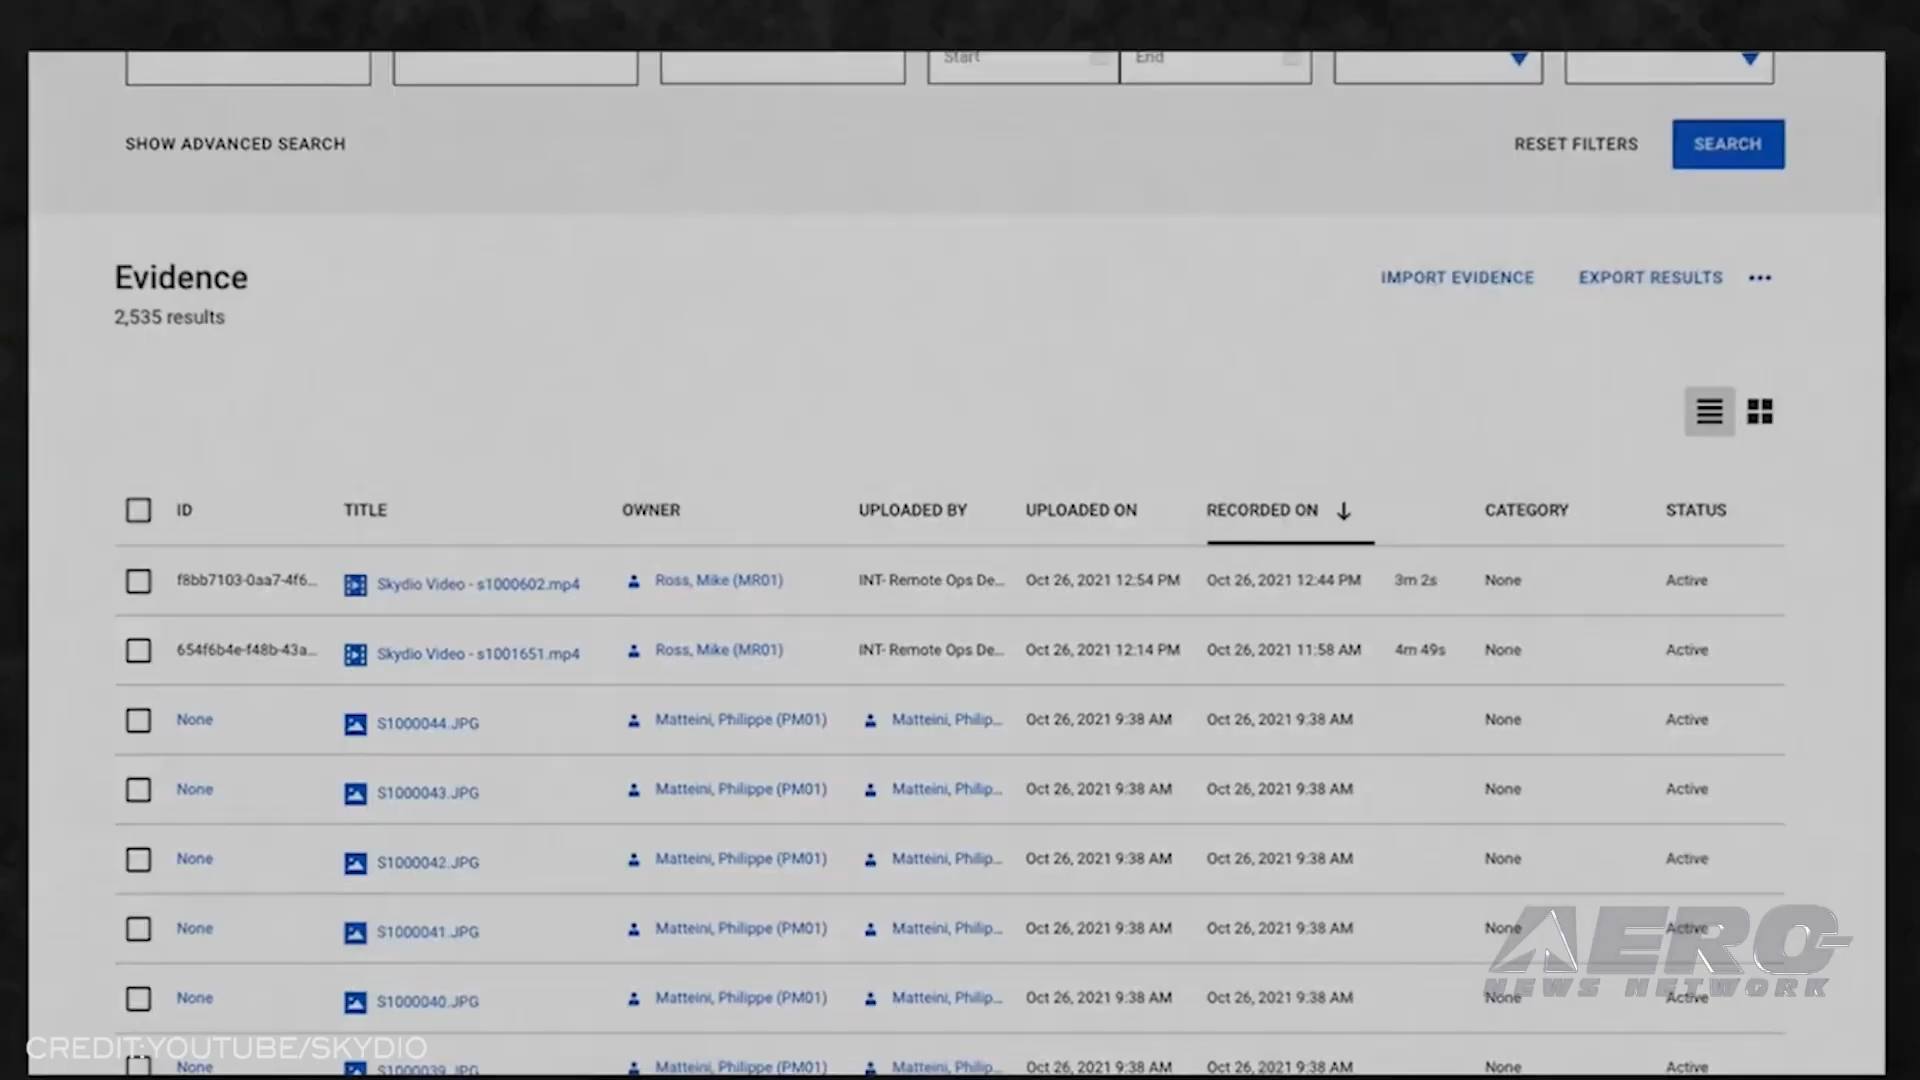 Start End
SHOW ADVANCED SEARCH RESET FILTERS SEARCH
Evidence IMPORT EVIDENCE EXPORT RESULTS •••
2,535 results
ID TITLE OWNER UPLOADED BY UPLOADED ON RECORDED ON ↓ CATEGORY STATUS
f8bb7103-0aa7-4f6... Skydio Video - s1000602.mp4 Ross, Mike (MR01) INT- Remote Ops De... Oct 26, 2021 12:54 PM Oct 26, 2021 12:44 PM 3m 2s None Active
654f6b4e-f48b-43a... Skydio Video - s1001651.mp4 Ross, Mike (MR01) INT- Remote Ops De... Oct 26, 2021 12:14 PM Oct 26, 2021 11:58 AM 4m 49s None Active
None S1000044.JPG Matteini, Philippe (PM01) Matteini, Philip... Oct 26, 2021 9:38 AM Oct 26, 2021 9:38 AM None Active
None S1000043.JPG Matteini, Philippe (PM01) Matteini, Philip... Oct 26, 2021 9:38 AM Oct 26, 2021 9:38 AM None Active
None S1000042.JPG Matteini, Philippe (PM01) Matteini, Philip... Oct 26, 2021 9:38 AM Oct 26, 2021 9:38 AM None Active
None S1000041.JPG Matteini, Philippe (PM01) Matteini, Philip... Oct 26, 2021 9:38 AM Oct 26, 2021 9:38 AM None Active
None S1000040.JPG Matteini, Philippe (PM01) Matteini, Philip... Oct 26, 2021 9:38 AM Oct 26, 2021 9:38 AM None Active
None S1000039.JPG Matteini, Philippe (PM01) Matteini, Philip... Oct 26, 2021 9:38 AM Oct 26, 2021 9:38 AM None Active
AERO-
NEWS NETWORK
CREDIT:YOUTUBE/SKYDIO